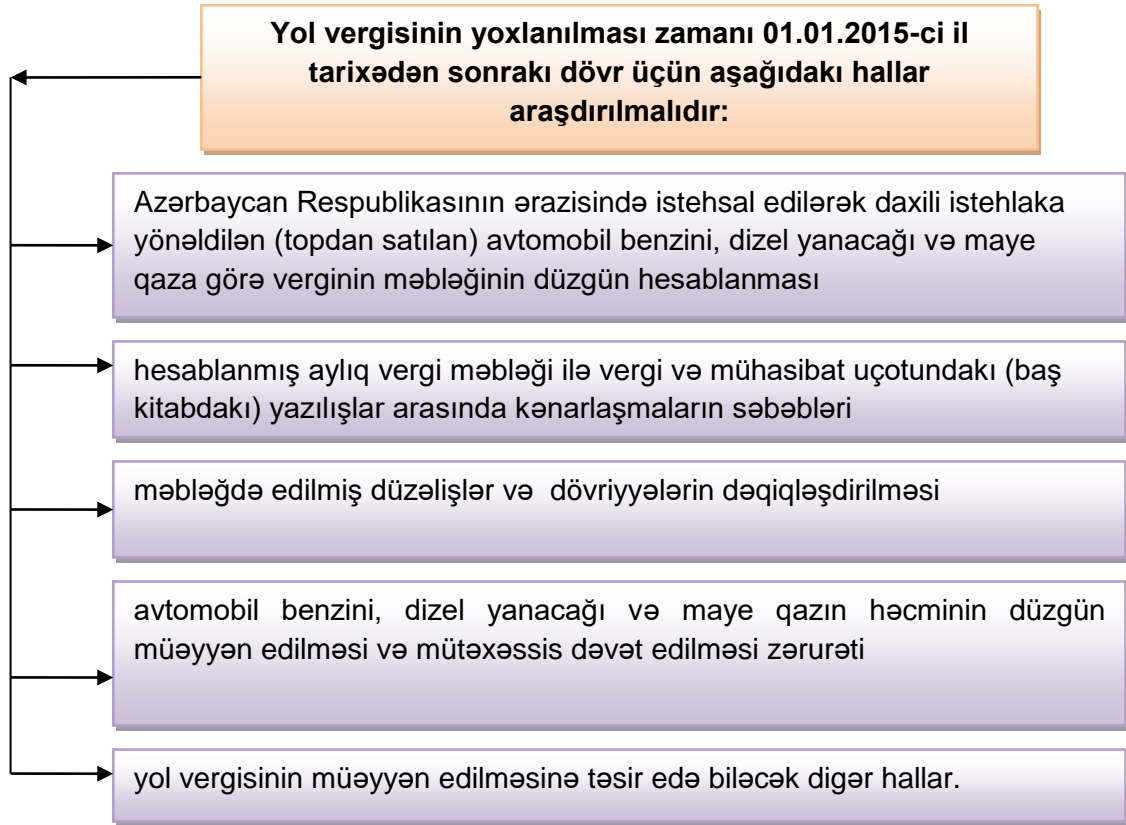 Yol vergisinin yoxlanılması zamanı 01.01.2015-ci il
tarixədən sonrakı dövr üçün aşağıdakı hallar
araşdırılmalıdır:
Azərbaycan Respublikasının ərazisində istehsal edilərək daxili istehlaka
yönəldilən (topdan satılan) avtomobil benzini, dizel yanacağı və maye
qaza görə verginin məbləğinin düzgün hesablanması
hesablanmış aylıq vergi məbləği ilə vergi və mühasibat uçotundakı (baş
kitabdakı) yazılışlar arasında kənarlaşmaların səbəbləri
məbləğdə edilmiş düzəlişlər və dövriyyələrin dəqiqləşdirilməsi
avtomobil benzini, dizel yanacağı və maye qazın həcminin düzgün
müəyyən edilməsi və mütəxəssis dəvət edilməsi zərurəti
yol vergisinin müəyyən edilməsinə təsir edə biləcək digər hallar.